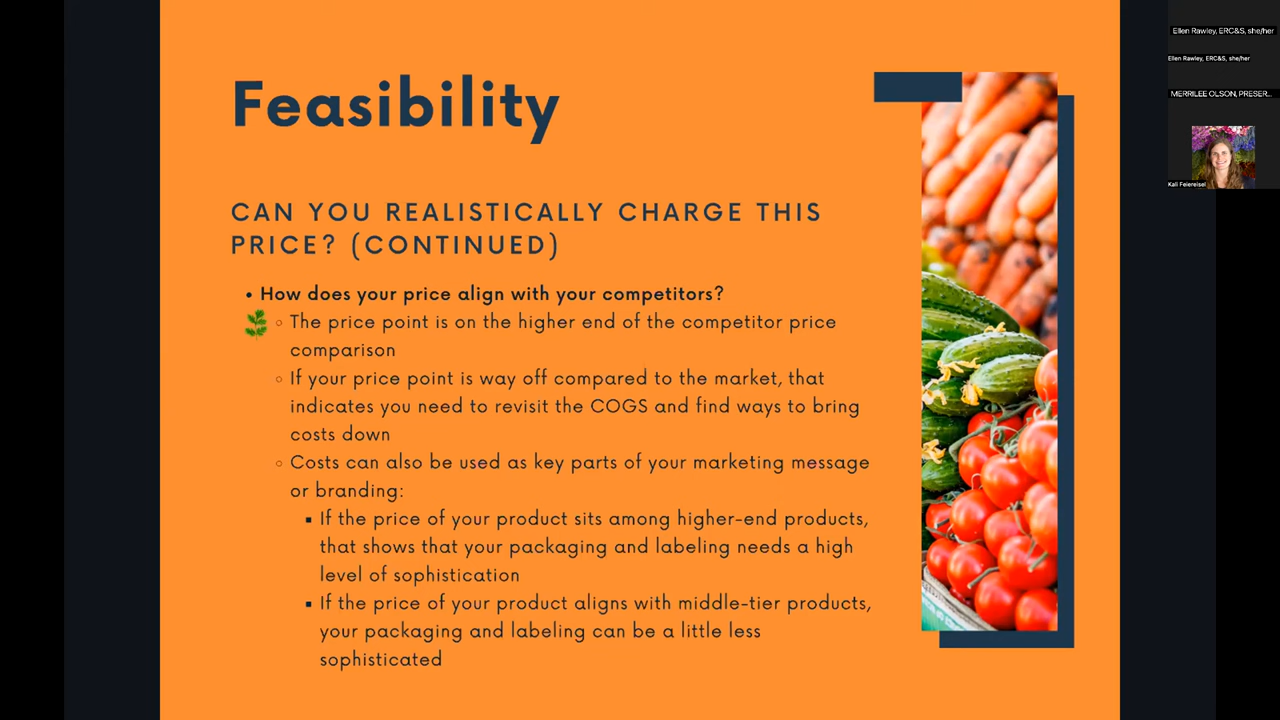 Feasibility
CAN YOU REALISTICALLY CHARGE THIS
PRICE? (CONTINUED)
• How does your price align with your competitors?
◦ The price point is on the higher end of the competitor price
comparison
◦ If your price point is way off compared to the market, that
indicates you need to revisit the COGS and find ways to bring
costs down
◦ Costs can also be used as key parts of your marketing message
or branding:
▪ If the price of your product sits among higher-end products,
that shows that your packaging and labeling needs a high
level of sophistication
▪ If the price of your product aligns with middle-tier products,
your packaging and labeling can be a little less
sophisticated
Ellen Rawley, ERC&S, she/her
Ellen Rawley, ERC&S, she/her
MERRILEE OLSON, PRESER...
Kali Feiereisel